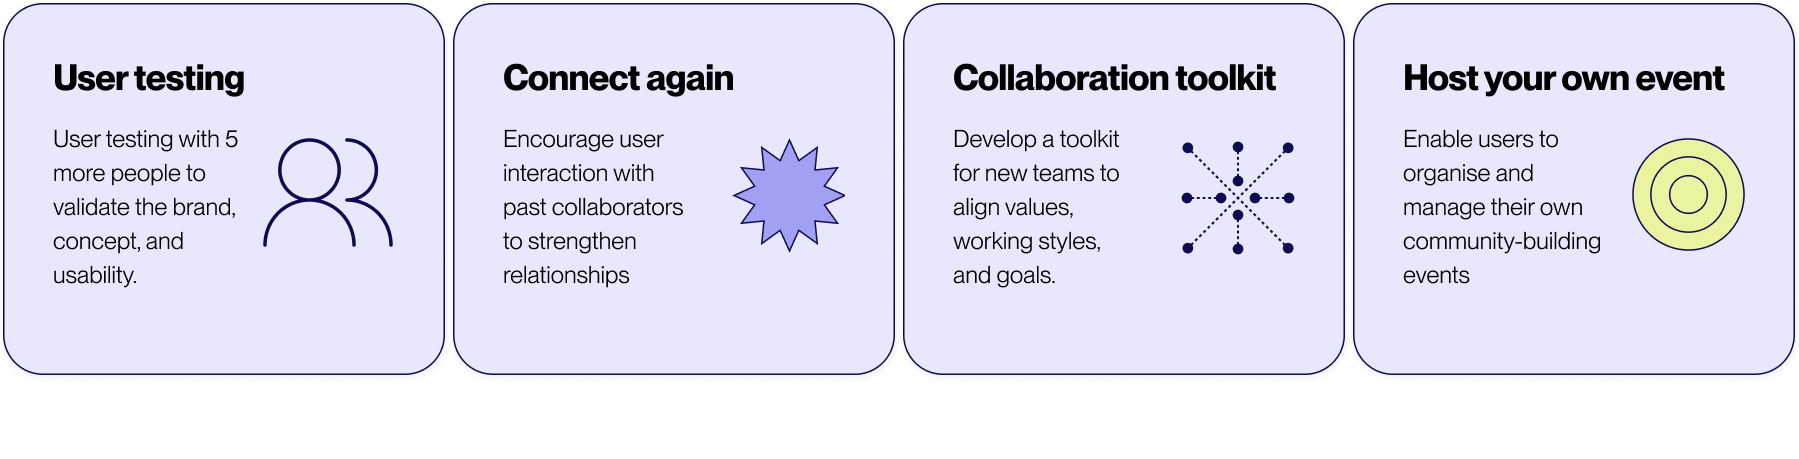 User testing
User testing with 5
more people to
validate the brand,
concept, and
usability.
Connect again
Encourage user
interaction with
past collaborators
to strengthen
relationships
Collaboration toolkit
Develop a toolkit
for new teams to
align values,
working styles,
and goals.
Host your own event
Enable users to
organise and
manage their own
community-building
events